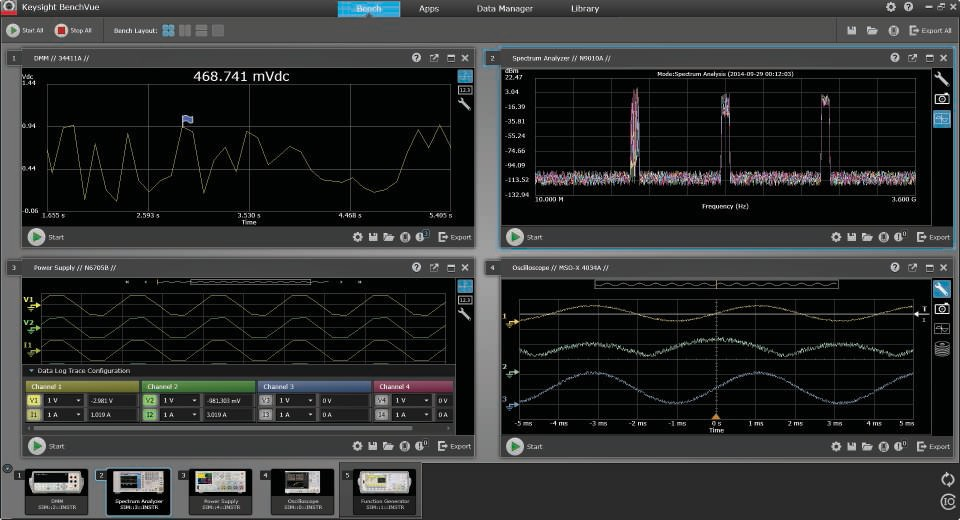 Keysight BenchVue
Bench Apps Data Manager Library
Start All Stop All Bench Layout: Export All
1 DMM // 34411A //
Vdc
468.741 mVdc
1.44
0.94
0.44
-0.06
1.655 s 2.593 s 3.530 s 4.468 s 5.405 s
Time
Start Export
2 Spectrum Analyzer // N9010A //
dBm
Mode:Spectrum Analysis (2014-09-29 00:12:03)
22.47
3.04
-16.39
-35.81
-55.24
-74.66
-94.09
-113.52
-132.94
10.000 M 3.600 G
Frequency (Hz)
Start Export
3 Power Supply // N6705B //
V1
V2
I1
Data Log Trace Configuration
Channel 1 Channel 2 Channel 3 Channel 4
V1 1 V -2.981 V V2 1 V -981.303 mV V3 1 V 0 V V4 1 V 0 V
I1 1 A 1.019 A I2 1 A 3.019 A I3 1 A 0 V I4 1 A 0 V
Start Export
4 Oscilloscope // MSO-X 4034A //
1
2
3
-5 ms -4 ms -3 ms -2 ms -1 ms 0 s 1 ms 2 ms 3 ms 4 ms 5 ms
Time
Start Export
1 2 3 4 5
DMM Spectrum Analyzer Power Supply Oscilloscope Function Generator
SIM::2::INSTR SIM::3::INSTR SIM::4::INSTR SIM::0::INSTR SIM::1::INSTR
IO